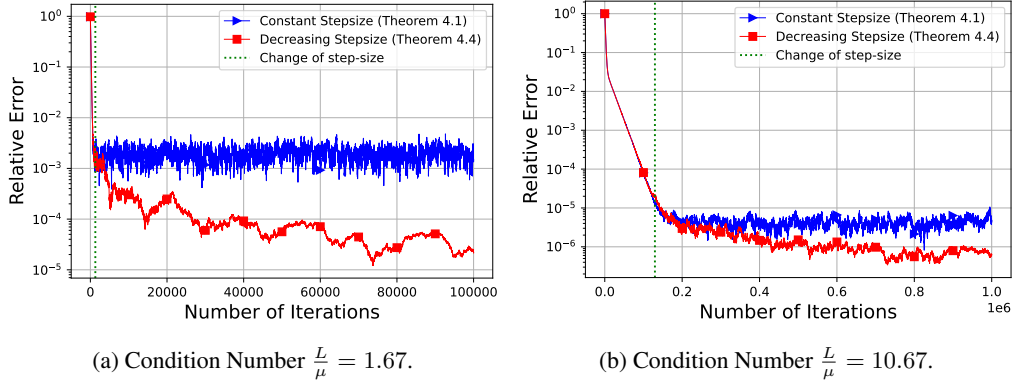 Constant Stepsize (Theorem 4.1)
Decreasing Stepsize (Theorem 4.4)
Change of step-size
Relative Error
10⁰
10⁻¹
10⁻²
10⁻³
10⁻⁴
10⁻⁵
0 20000 40000 60000 80000 100000
Number of Iterations
(a) Condition Number L/μ = 1.67.
Constant Stepsize (Theorem 4.1)
Decreasing Stepsize (Theorem 4.4)
Change of step-size
Relative Error
10⁰
10⁻¹
10⁻²
10⁻³
10⁻⁴
10⁻⁵
10⁻⁶
0.0 0.2 0.4 0.6 0.8 1.0
1e6
Number of Iterations
(b) Condition Number L/μ = 10.67.